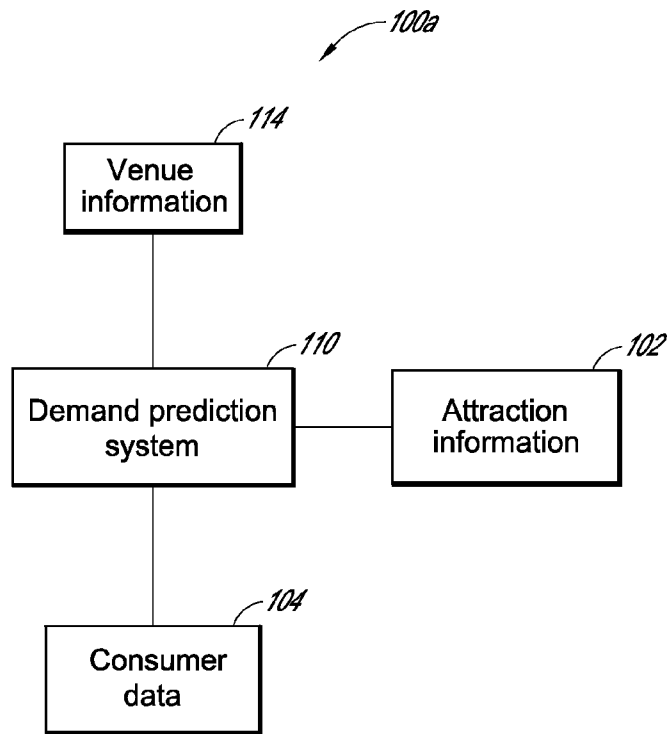 100a
114
Venue
information
110
Demand prediction
system
102
Attraction
information
104
Consumer
data